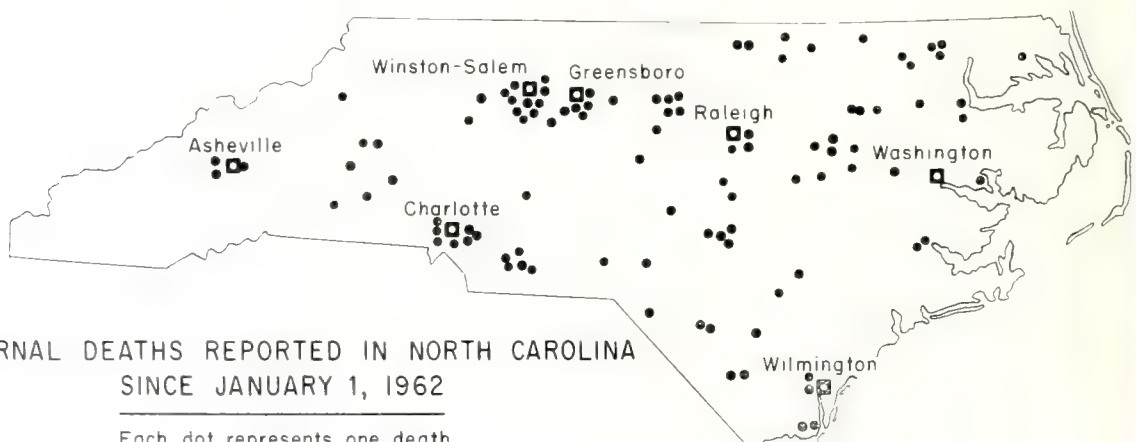 Winston-Salem
Greensboro
Raleigh
Asheville
Washington
Charlotte
RNAL DEATHS REPORTED IN NORTH CAROLINA
SINCE JANUARY 1, 1962
Wilmington
Each dot represents one death